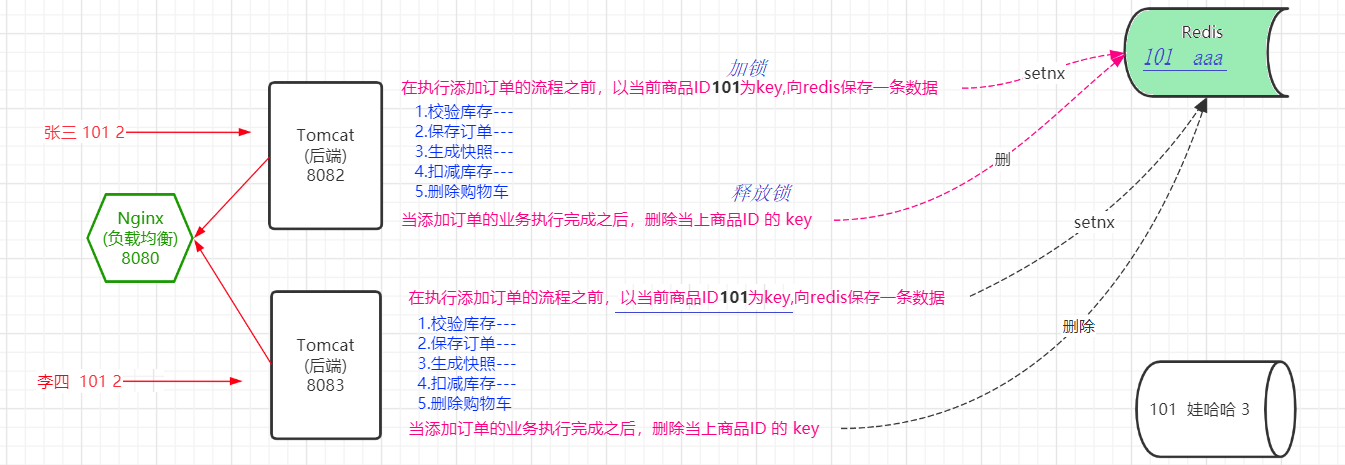 Redis
101 aaa
加锁
在执行添加订单的流程之前，以当前商品ID101为key,向redis保存一条数据
setnx
1.校验库存---
2.保存订单---
3.生成快照---
4.扣减库存---
5.删除购物车
张三 101 2
Tomcat
(后端)
8082
删
释放锁
当添加订单的业务执行完成之后，删除当上商品ID 的 key
setnx
Nginx
(负载均衡)
8080
在执行添加订单的流程之前，以当前商品ID101为key,向redis保存一条数据
1.校验库存---
2.保存订单---
3.生成快照---
4.扣减库存---
5.删除购物车
删除
Tomcat
(后端)
8083
李四 101 2
当添加订单的业务执行完成之后，删除当上商品ID 的 key
101 娃哈哈 3